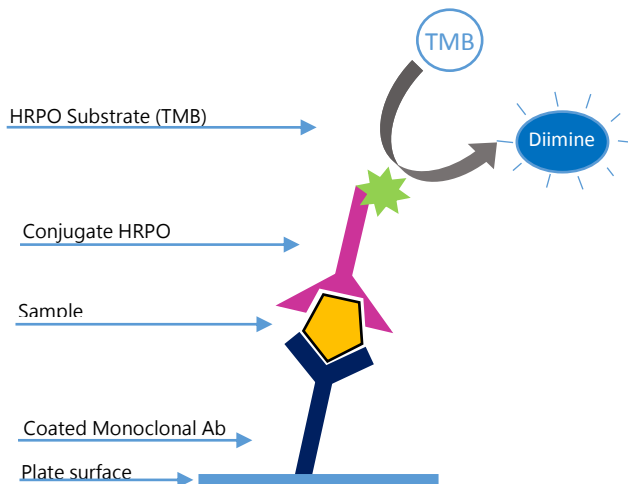 TMB
HRPO Substrate (TMB)
Diimine
Conjugate HRPO
Sample
Coated Monoclonal Ab
Plate surface